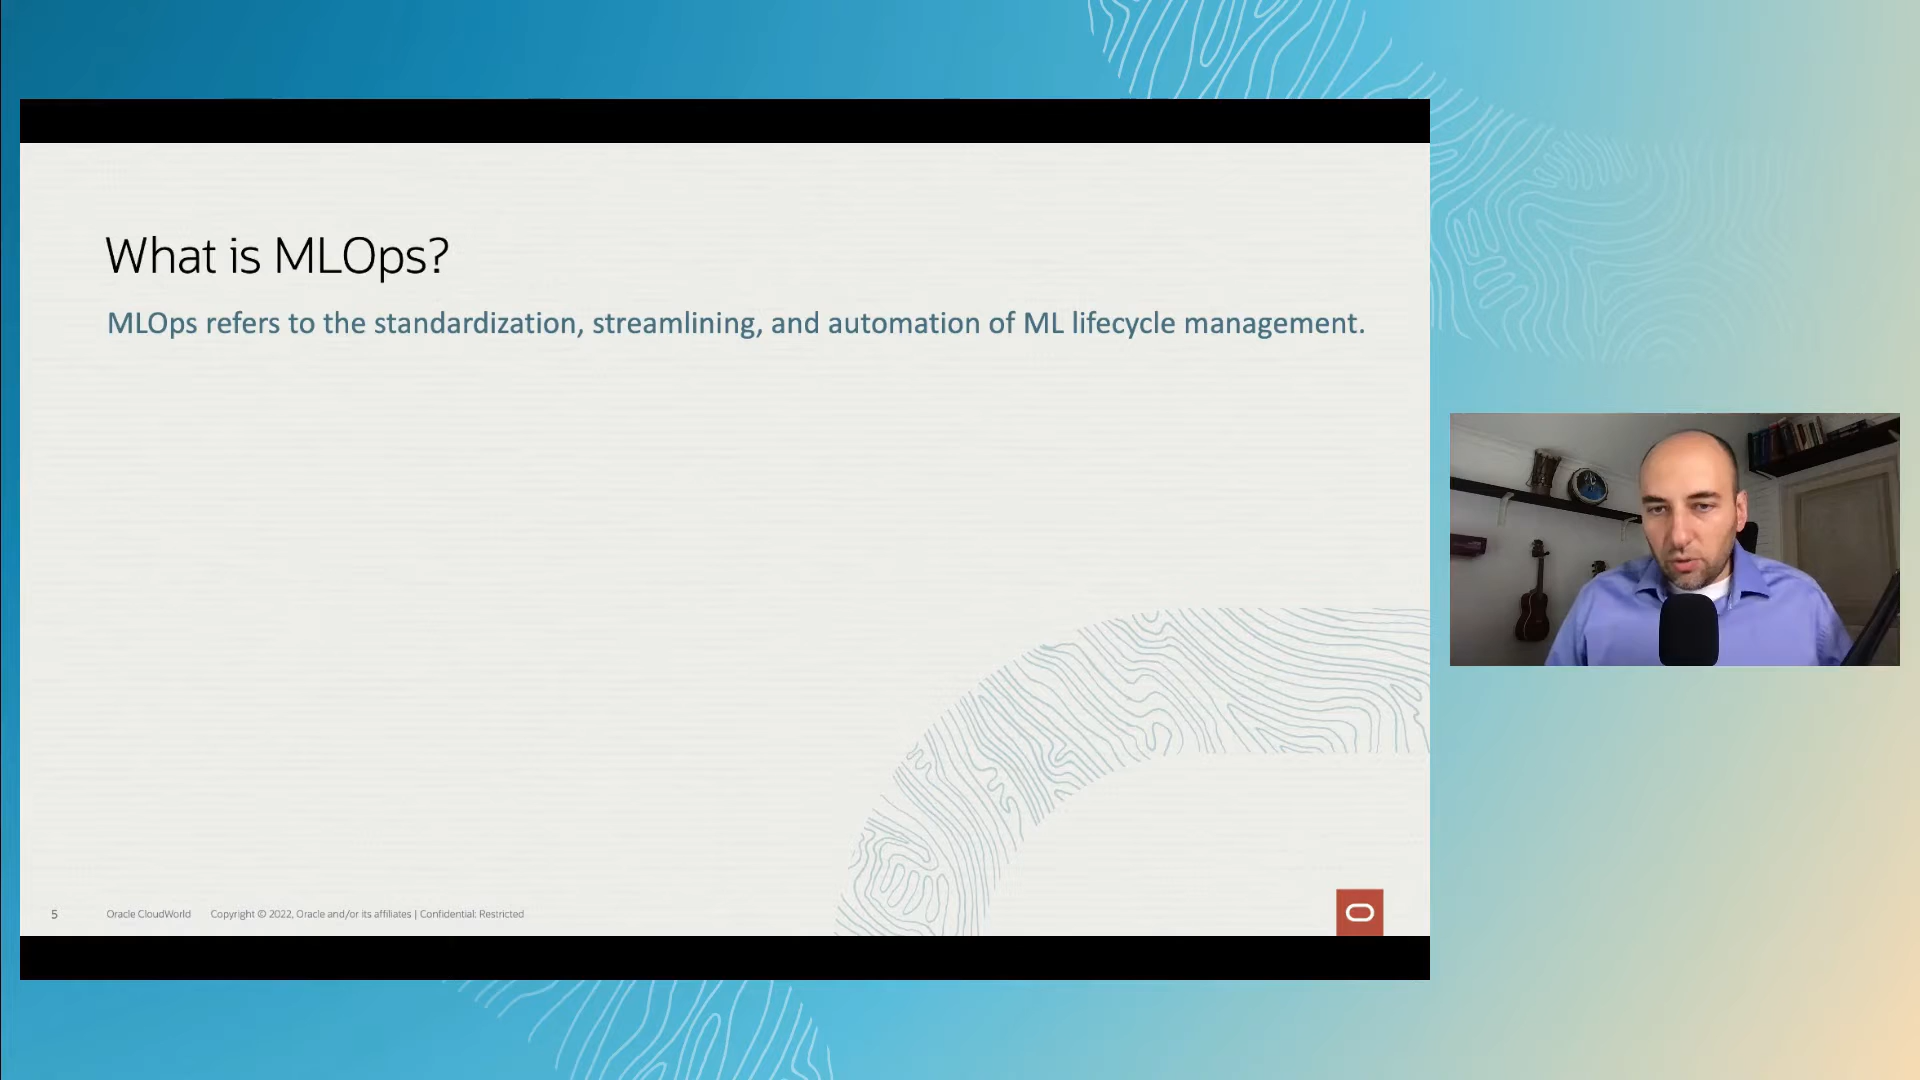 What is MLOps?
MLOps refers to the standardization, streamlining, and automation of ML lifecycle management.
5 Oracle CloudWorld Copyright © 2022, Oracle and/or its affiliates | Confidential: Restricted